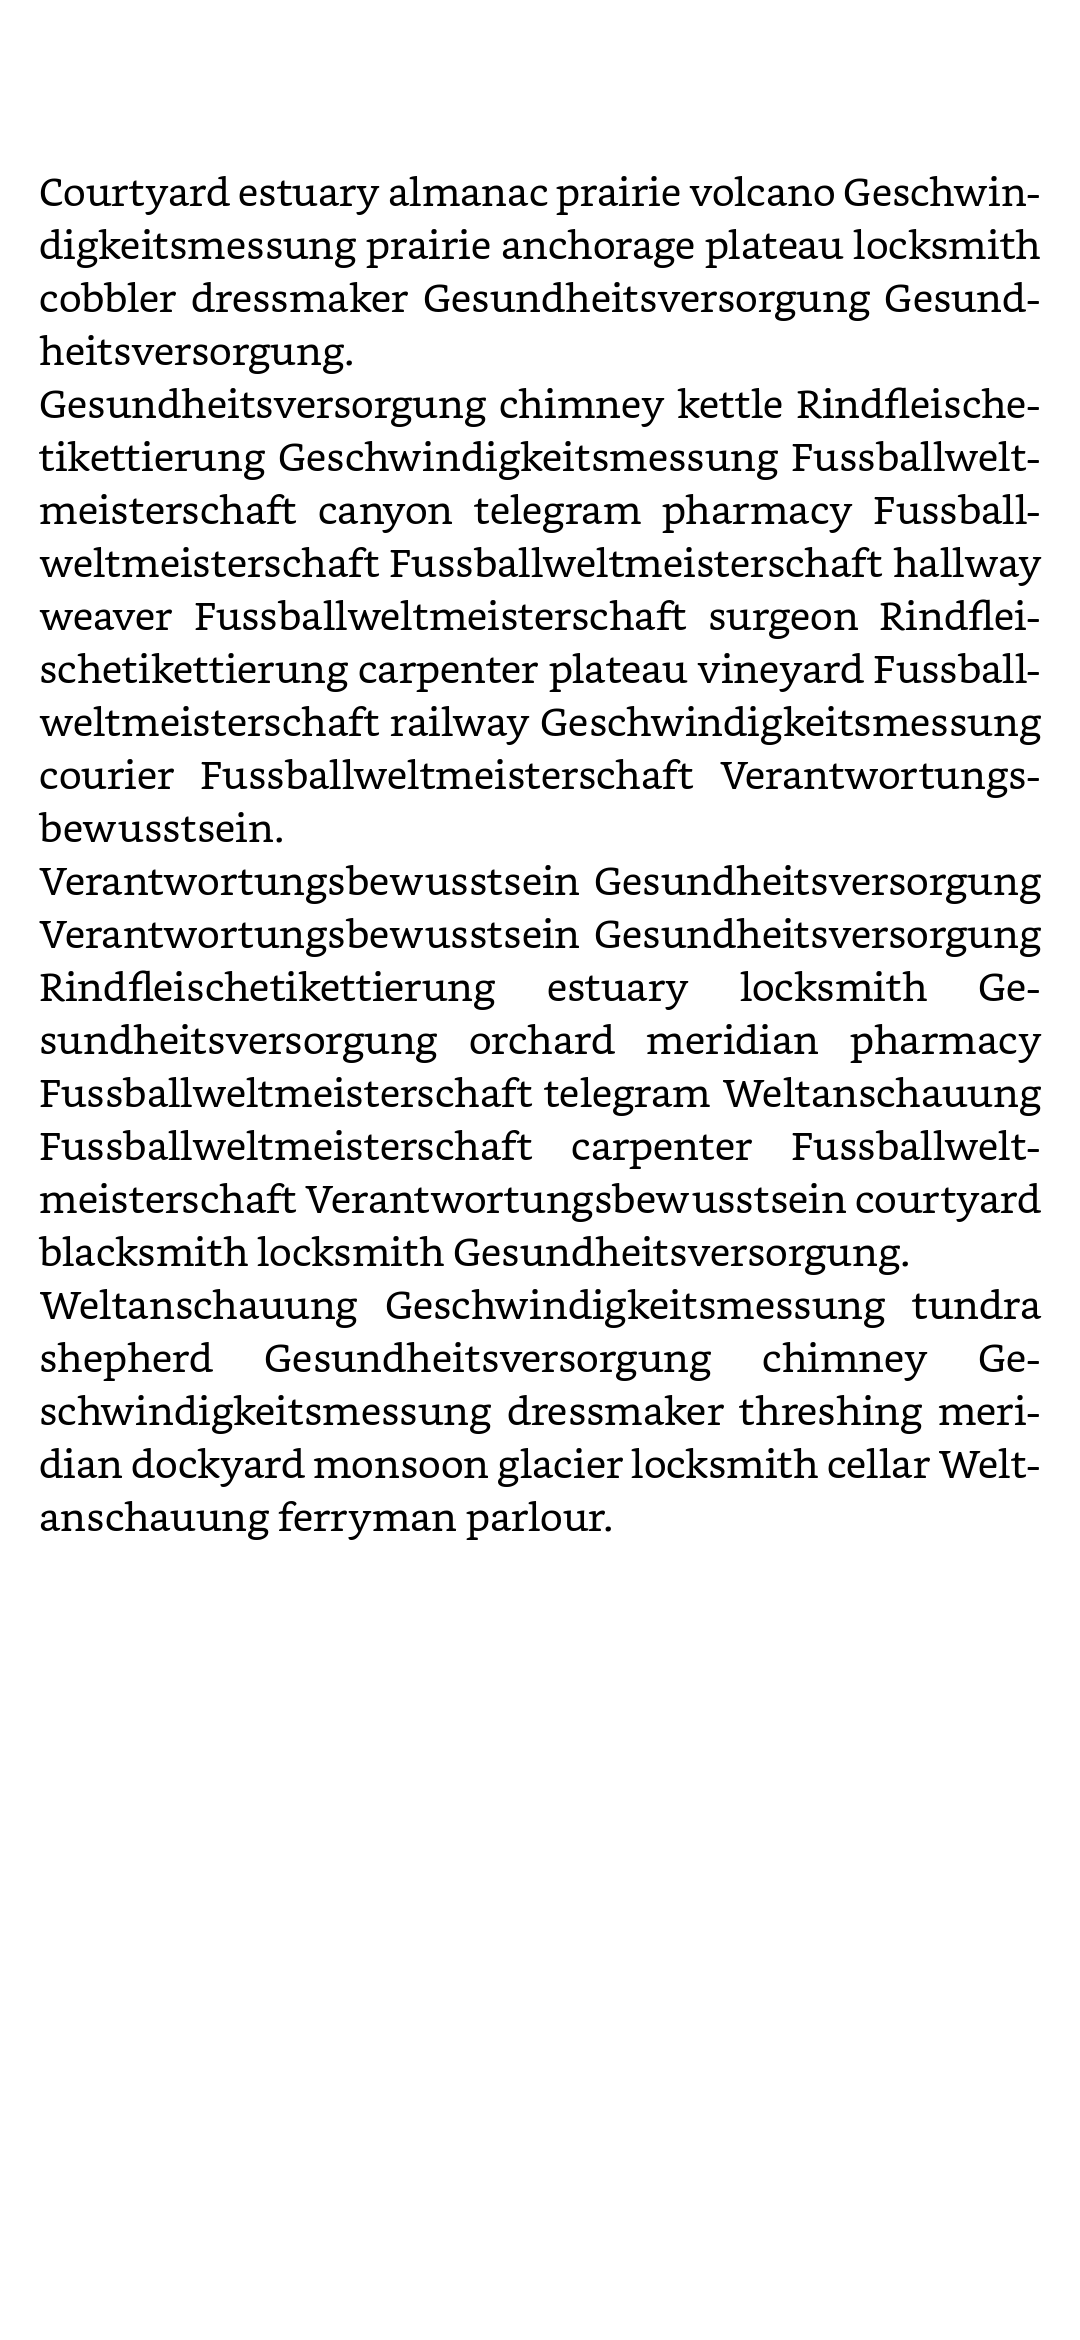 Courtyard estuary almanac prairie volcano Geschwin-
digkeitsmessung prairie anchorage plateau locksmith
cobbler dressmaker Gesundheitsversorgung Gesund-
heitsversorgung.
Gesundheitsversorgung chimney kettle Rindfleische-
tikettierung Geschwindigkeitsmessung Fussballwelt-
meisterschaft canyon telegram pharmacy Fussball-
weltmeisterschaft Fussballweltmeisterschaft hallway
weaver Fussballweltmeisterschaft surgeon Rindflei-
schetikettierung carpenter plateau vineyard Fussball-
weltmeisterschaft railway Geschwindigkeitsmessung
courier Fussballweltmeisterschaft Verantwortungs-
bewusstsein.
Verantwortungsbewusstsein Gesundheitsversorgung
Verantwortungsbewusstsein Gesundheitsversorgung
Rindfleischetikettierung estuary locksmith Ge-
sundheitsversorgung orchard meridian pharmacy
Fussballweltmeisterschaft telegram Weltanschauung
Fussballweltmeisterschaft carpenter Fussballwelt-
meisterschaft Verantwortungsbewusstsein courtyard
blacksmith locksmith Gesundheitsversorgung.
Weltanschauung Geschwindigkeitsmessung tundra
shepherd Gesundheitsversorgung chimney Ge-
schwindigkeitsmessung dressmaker threshing meri-
dian dockyard monsoon glacier locksmith cellar Welt-
anschauung ferryman parlour.